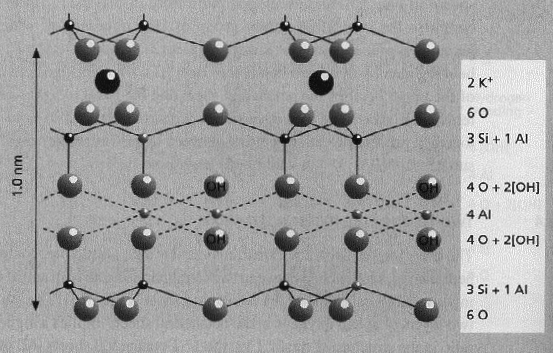 2 K⁺
6 O
3 Si + 1 Al
1.0 nm
OH
OH
4 O + 2[OH]
4 Al
OH
OH
4 O + 2[OH]
3 Si + 1 Al
6 O